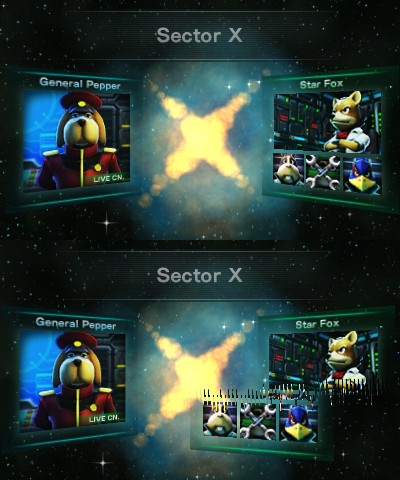 Sector X
General Pepper
Star Fox
LIVE CN.
Sector X
General Pepper
Star Fox
LIVE CN.